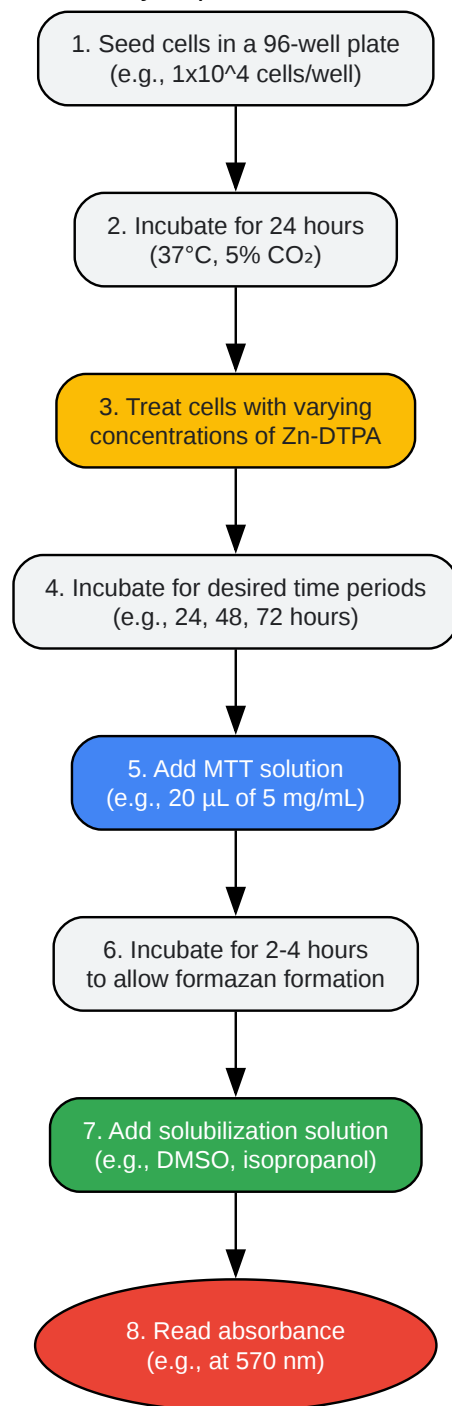 1. Seed cells in a 96-well plate
(e.g., 1x10^4 cells/well)
2. Incubate for 24 hours
(37°C, 5% CO₂)
3. Treat cells with varying
concentrations of Zn-DTPA
4. Incubate for desired time periods
(e.g., 24, 48, 72 hours)
5. Add MTT solution
(e.g., 20 µL of 5 mg/mL)
6. Incubate for 2-4 hours
to allow formazan formation
7. Add solubilization solution
(e.g., DMSO, isopropanol)
8. Read absorbance
(e.g., at 570 nm)